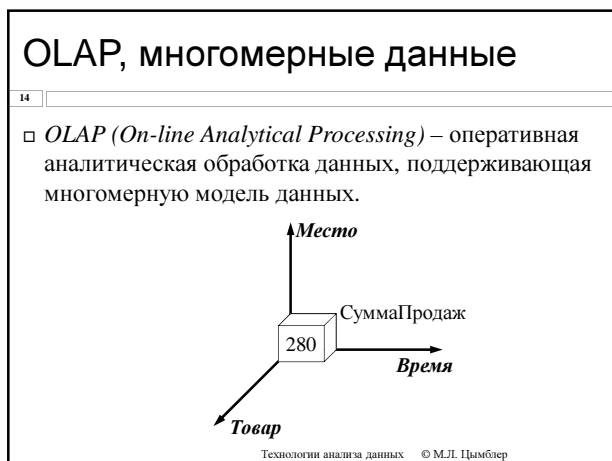 OLAP, многомерные данные
14
OLAP (On-line Analytical Processing) – оперативная
аналитическая обработка данных, поддерживающая
многомерную модель данных.
Место
СуммаПродаж
280
Время
Товар
Технологии анализа данных © М.Л. Цымблер